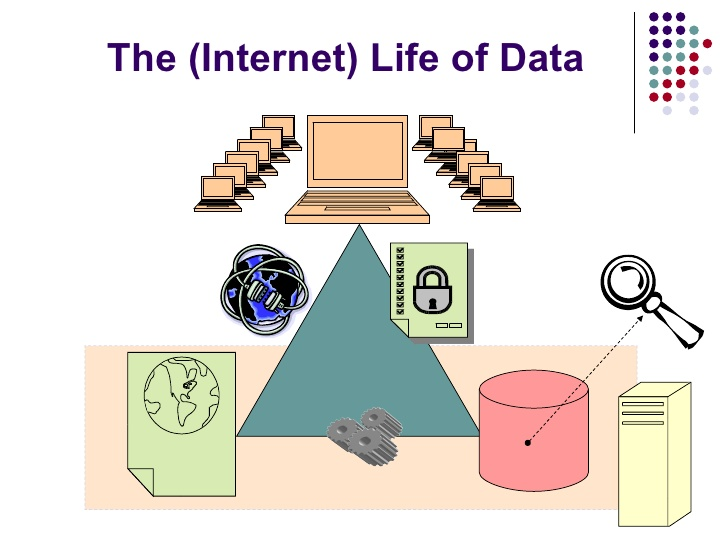 The (Internet) Life of Data